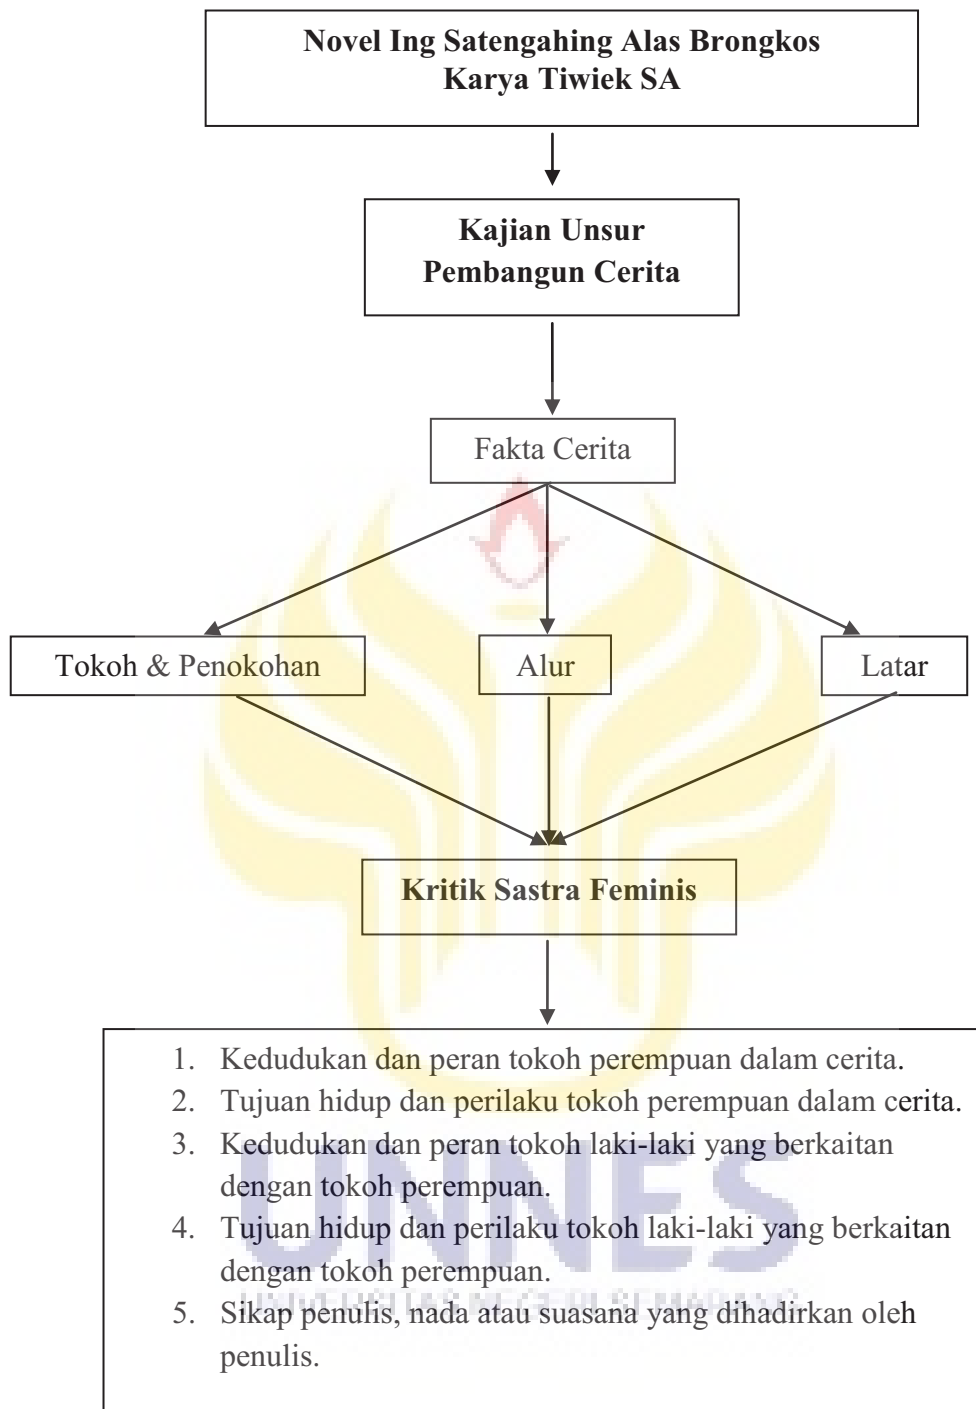 Novel Ing Satengahing Alas Brongkos
Karya Tiwiek SA
Kajian Unsur
Pembangun Cerita
Fakta Cerita
Tokoh & Penokohan
Alur
Latar
Kritik Sastra Feminis
1. Kedudukan dan peran tokoh perempuan dalam cerita.
2. Tujuan hidup dan perilaku tokoh perempuan dalam cerita.
3. Kedudukan dan peran tokoh laki-laki yang berkaitan
dengan tokoh perempuan.
4. Tujuan hidup dan perilaku tokoh laki-laki yang berkaitan
dengan tokoh perempuan.
5. Sikap penulis, nada atau suasana yang dihadirkan oleh
penulis.
UNNES
UNIVERSITAS NEGERI SEMARANG